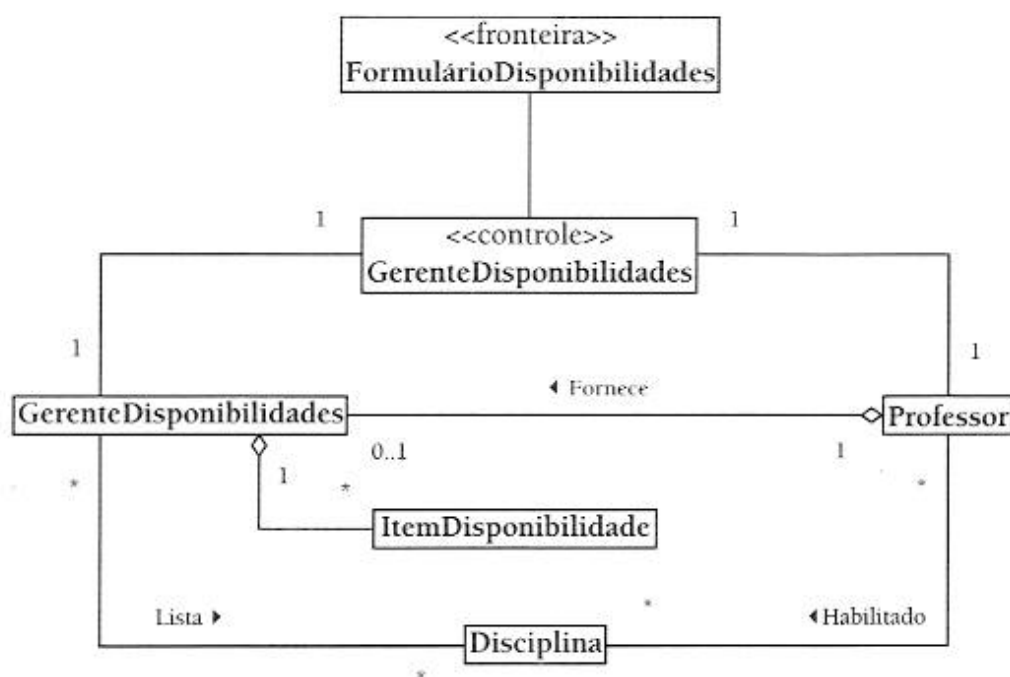 <<fronteira>>
FormulárioDisponibilidades
1
1
<<controle>>
GerenteDisponibilidades
1
1
◂ Fornece
GerenteDisponibilidades
Professor
0..1
1
*
1
*
*
ItemDisponibilidade
Lista ▸
*
◂Habilitado
Disciplina
*